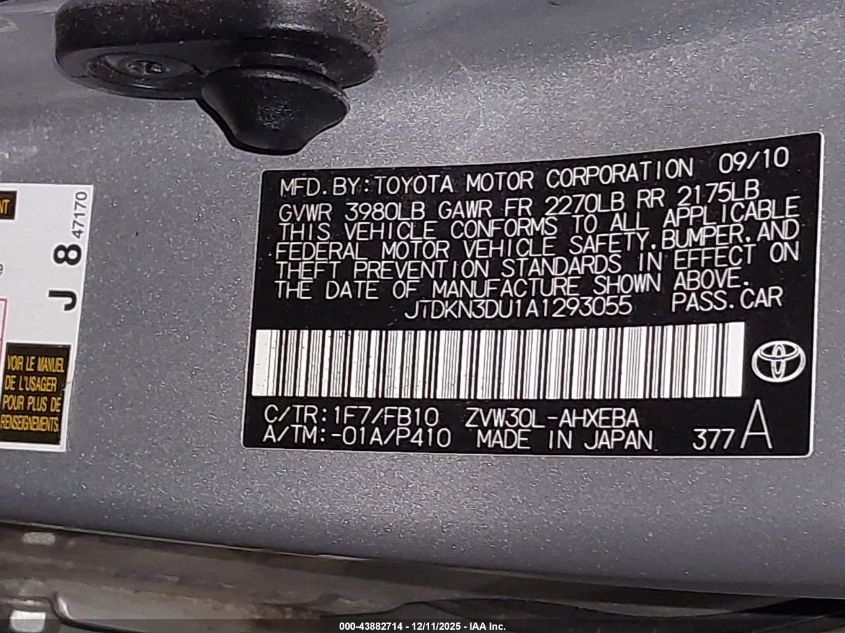 NT
J 8 47170
VOIR LE MANUEL
DE L'USAGER
POUR PLUS DE
RENSEIGNEMENTS.
MFD.BY:TOYOTA MOTOR CORPORATION 09/10
GVWR 3980LB GAWR FR 2270LB RR 2175LB
THIS VEHICLE CONFORMS TO ALL APPLICABLE
FEDERAL MOTOR VEHICLE SAFETY,BUMPER,AND
THEFT PREVENTION STANDARDS IN EFFECT ON
THE DATE OF MANUFACTURE SHOWN ABOVE.
JTDKN3DU1A1293055 PASS.CAR
C/TR:1F7/FB10 ZVW30L-AHXEBA
A/TM:-01A/P410 MADE IN JAPAN 377 A
000-43882714 - 12/11/2025 - IAA Inc.